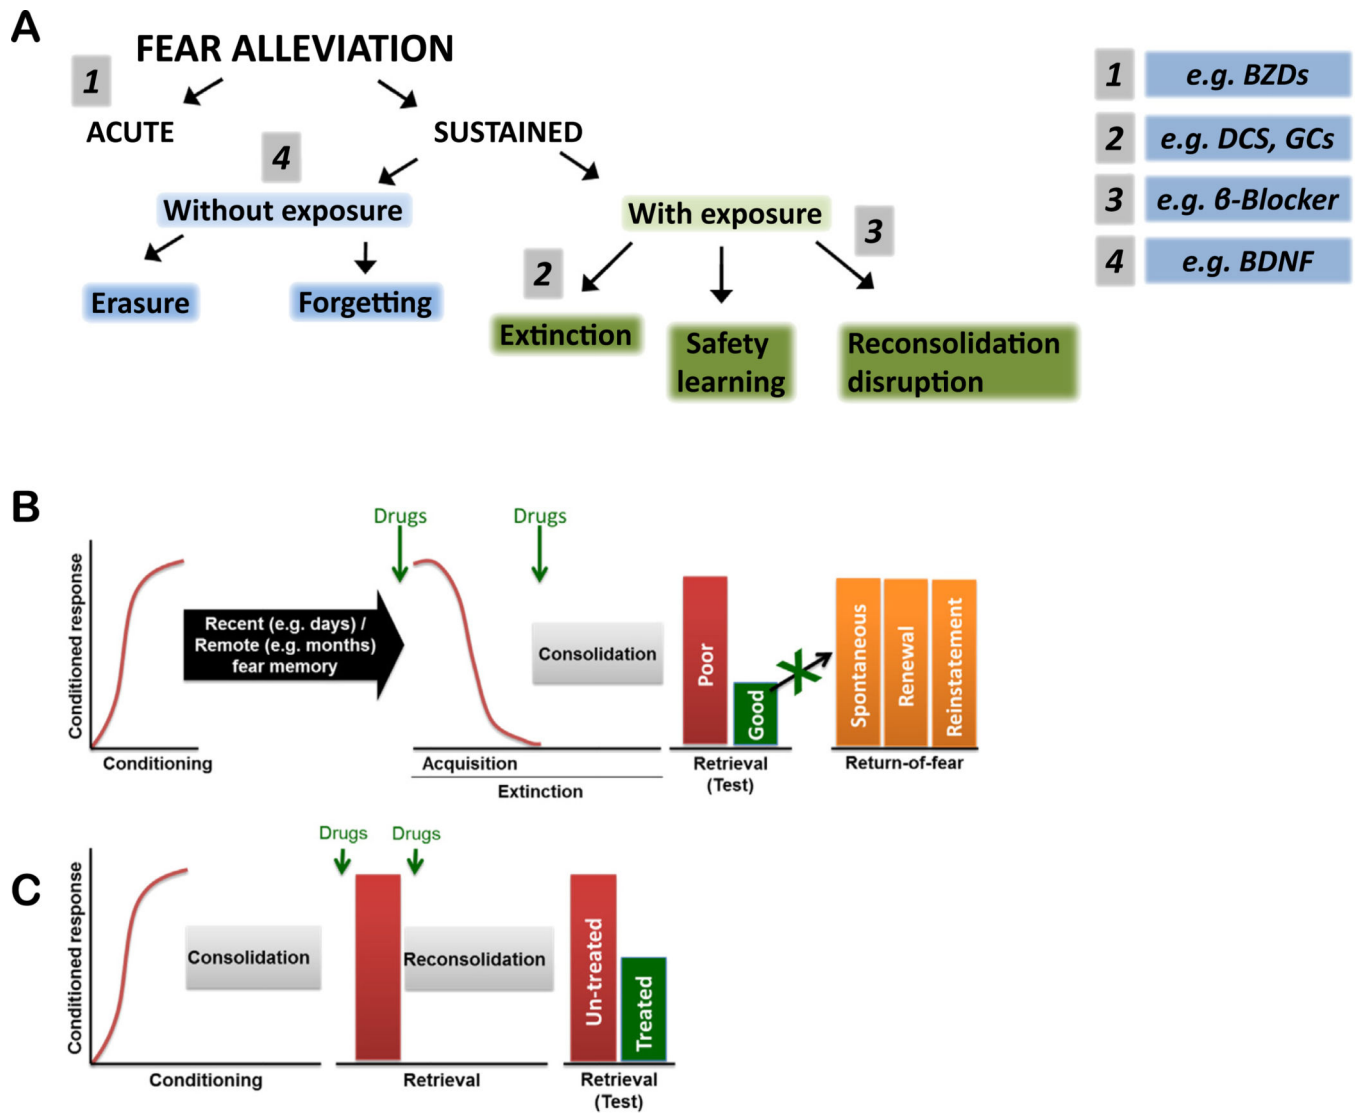 A
FEAR ALLEVIATION
1
ACUTE
SUSTAINED
4
Without exposure
With exposure
3
2
Erasure
Forgetting
Extinction
Safety
learning
Reconsolidation
disruption
1
e.g. BZDs
2
e.g. DCS, GCs
3
e.g. β-Blocker
4
e.g. BDNF
B
Conditioned response
Conditioning
Recent (e.g. days) /
Remote (e.g. months)
fear memory
Drugs
Drugs
Consolidation
Acquisition
Extinction
Poor
Good
Retrieval
(Test)
Spontaneous
Renewal
Reinstatement
Return-of-fear
C
Conditioned response
Conditioning
Consolidation
Drugs
Drugs
Reconsolidation
Retrieval
Un-treated
Treated
Retrieval
(Test)